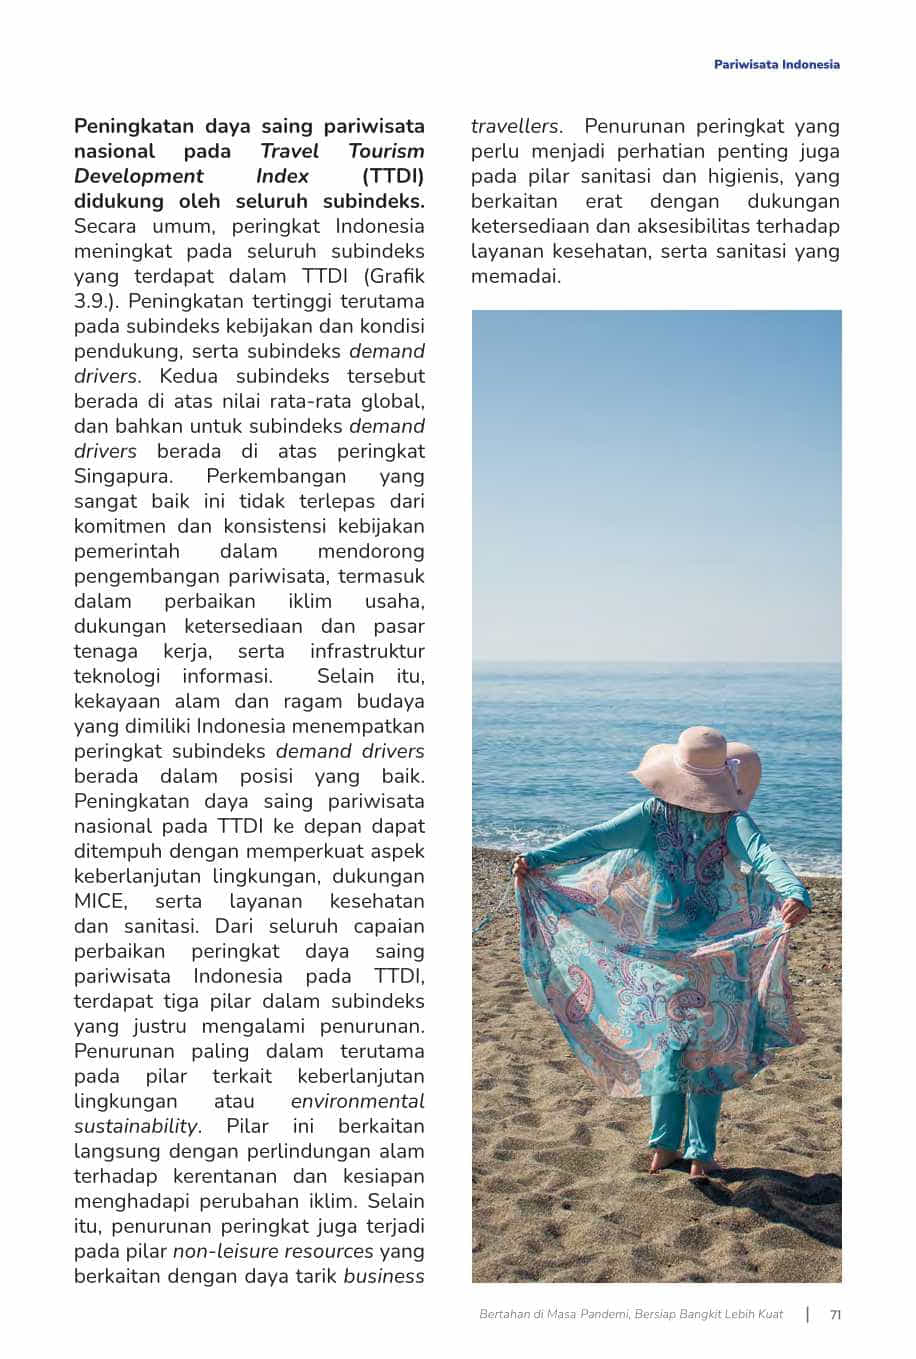 Pariwisata Indonesia
Peningkatan daya saing pariwisata
nasional pada Travel Tourism
Development Index (TTDI)
didukung oleh seluruh subindeks.
Secara umum, peringkat Indonesia
meningkat pada seluruh subindeks
yang terdapat dalam TTDI (Grafik
3.9.). Peningkatan tertinggi terutama
pada subindeks kebijakan dan kondisi
pendukung, serta subindeks demand
drivers. Kedua subindeks tersebut
berada di atas nilai rata-rata global,
dan bahkan untuk subindeks demand
drivers berada di atas peringkat
Singapura. Perkembangan yang
sangat baik ini tidak terlepas dari
komitmen dan konsistensi kebijakan
pemerintah dalam mendorong
pengembangan pariwisata, termasuk
dalam perbaikan iklim usaha,
dukungan ketersediaan dan pasar
tenaga kerja, serta infrastruktur
teknologi informasi. Selain itu,
kekayaan alam dan ragam budaya
yang dimiliki Indonesia menempatkan
peringkat subindeks demand drivers
berada dalam posisi yang baik.
Peningkatan daya saing pariwisata
nasional pada TTDI ke depan dapat
ditempuh dengan memperkuat aspek
keberlanjutan lingkungan, dukungan
MICE, serta layanan kesehatan
dan sanitasi. Dari seluruh capaian
perbaikan peringkat daya saing
pariwisata Indonesia pada TTDI,
terdapat tiga pilar dalam subindeks
yang justru mengalami penurunan.
Penurunan paling dalam terutama
pada pilar terkait keberlanjutan
lingkungan atau environmental
sustainability. Pilar ini berkaitan
langsung dengan perlindungan alam
terhadap kerentanan dan kesiapan
menghadapi perubahan iklim. Selain
itu, penurunan peringkat juga terjadi
pada pilar non-leisure resources yang
berkaitan dengan daya tarik business
travellers. Penurunan peringkat yang
perlu menjadi perhatian penting juga
pada pilar sanitasi dan higienis, yang
berkaitan erat dengan dukungan
ketersediaan dan aksesibilitas terhadap
layanan kesehatan, serta sanitasi yang
memadai.
Bertahan di Masa Pandemi, Bersiap Bangkit Lebih Kuat | 71